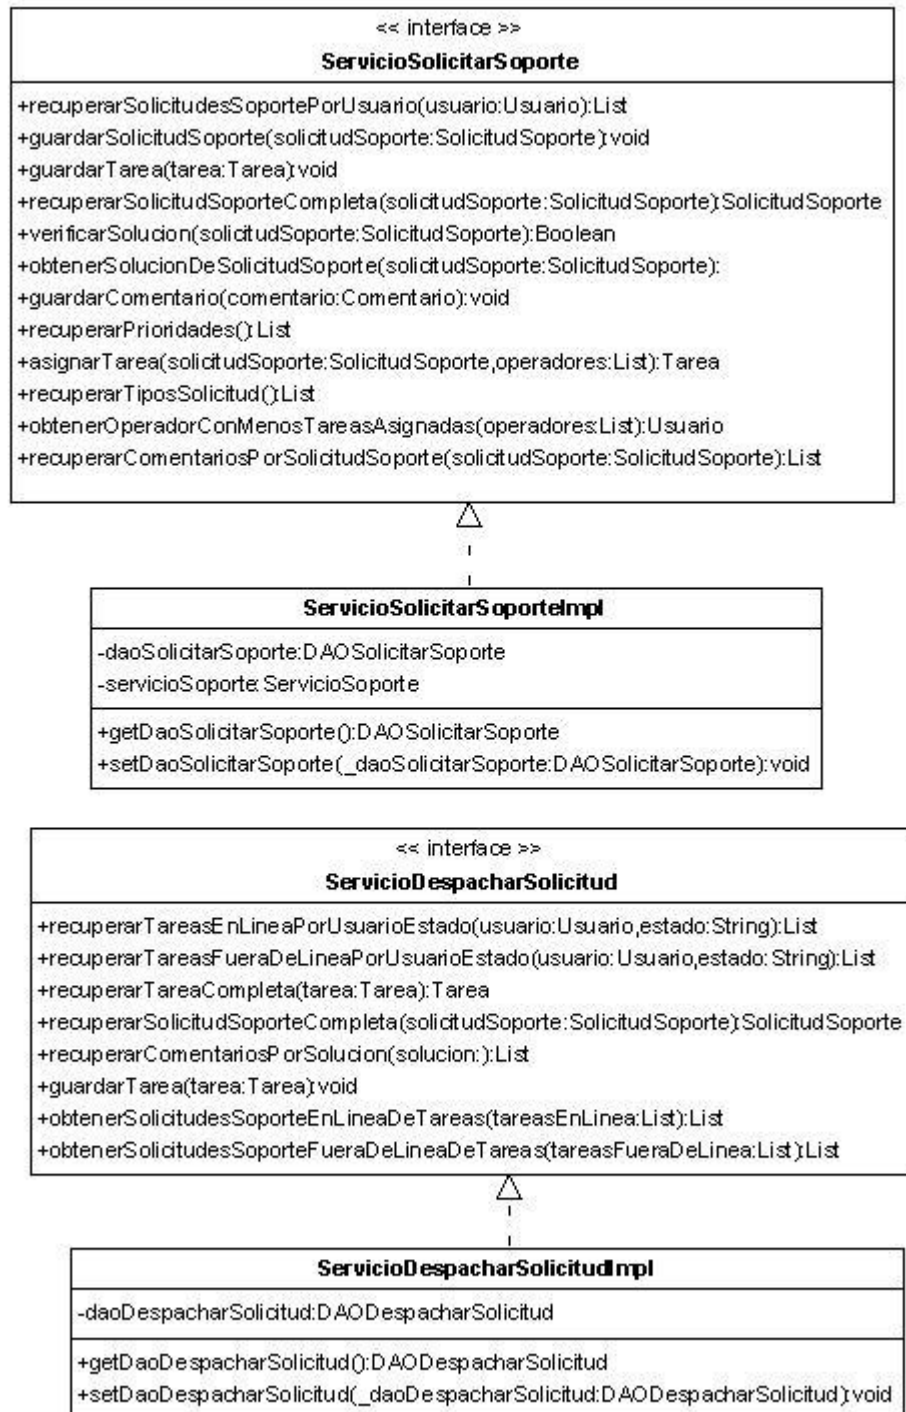 << interface >>
ServicioSolicitarSoporte
+recuperarSolicitudesSoportePorUsuario(usuario:Usuario):List
+guardarSolicitudSoporte(solicitudSoporte:SolicitudSoporte):void
+guardarTarea(tarea:Tarea):void
+recuperarSolicitudSoporteCompleta(solicitudSoporte:SolicitudSoporte):SolicitudSoporte
+verificarSolucion(solicitudSoporte:SolicitudSoporte):Boolean
+obtenerSolucionDeSolicitudSoporte(solicitudSoporte:SolicitudSoporte):
+guardarComentario(comentario:Comentario):void
+recuperarPrioridades():List
+asignarTarea(solicitudSoporte:SolicitudSoporte,operadores:List):Tarea
+recuperarTiposSolicitud():List
+obtenerOperadorConMenosTareasAsignadas(operadores:List):Usuario
+recuperarComentariosPorSolicitudSoporte(solicitudSoporte:SolicitudSoporte):List
ServicioSolicitarSoporteImpl
-daoSolicitarSoporte:DAOSolicitarSoporte
-servicioSoporte:ServicioSoporte
+getDaoSolicitarSoporte():DAOSolicitarSoporte
+setDaoSolicitarSoporte(_daoSolicitarSoporte:DAOSolicitarSoporte):void
<< interface >>
ServicioDespacharSolicitud
+recuperarTareasEnLineaPorUsuarioEstado(usuario:Usuario,estado:String):List
+recuperarTareasFueraDeLineaPorUsuarioEstado(usuario:Usuario,estado:String):List
+recuperarTareaCompleta(tarea:Tarea):Tarea
+recuperarSolicitudSoporteCompleta(solicitudSoporte:SolicitudSoporte):SolicitudSoporte
+recuperarComentariosPorSolucion(solucion:):List
+guardarTarea(tarea:Tarea):void
+obtenerSolicitudesSoporteEnLineaDeTareas(tareasEnLinea:List):List
+obtenerSolicitudesSoporteFueraDeLineaDeTareas(tareasFueraDeLinea:List):List
ServicioDespacharSolicitudImpl
-daoDespacharSolicitud:DAODespacharSolicitud
+getDaoDespacharSolicitud():DAODespacharSolicitud
+setDaoDespacharSolicitud(_daoDespacharSolicitud:DAODespacharSolicitud):void